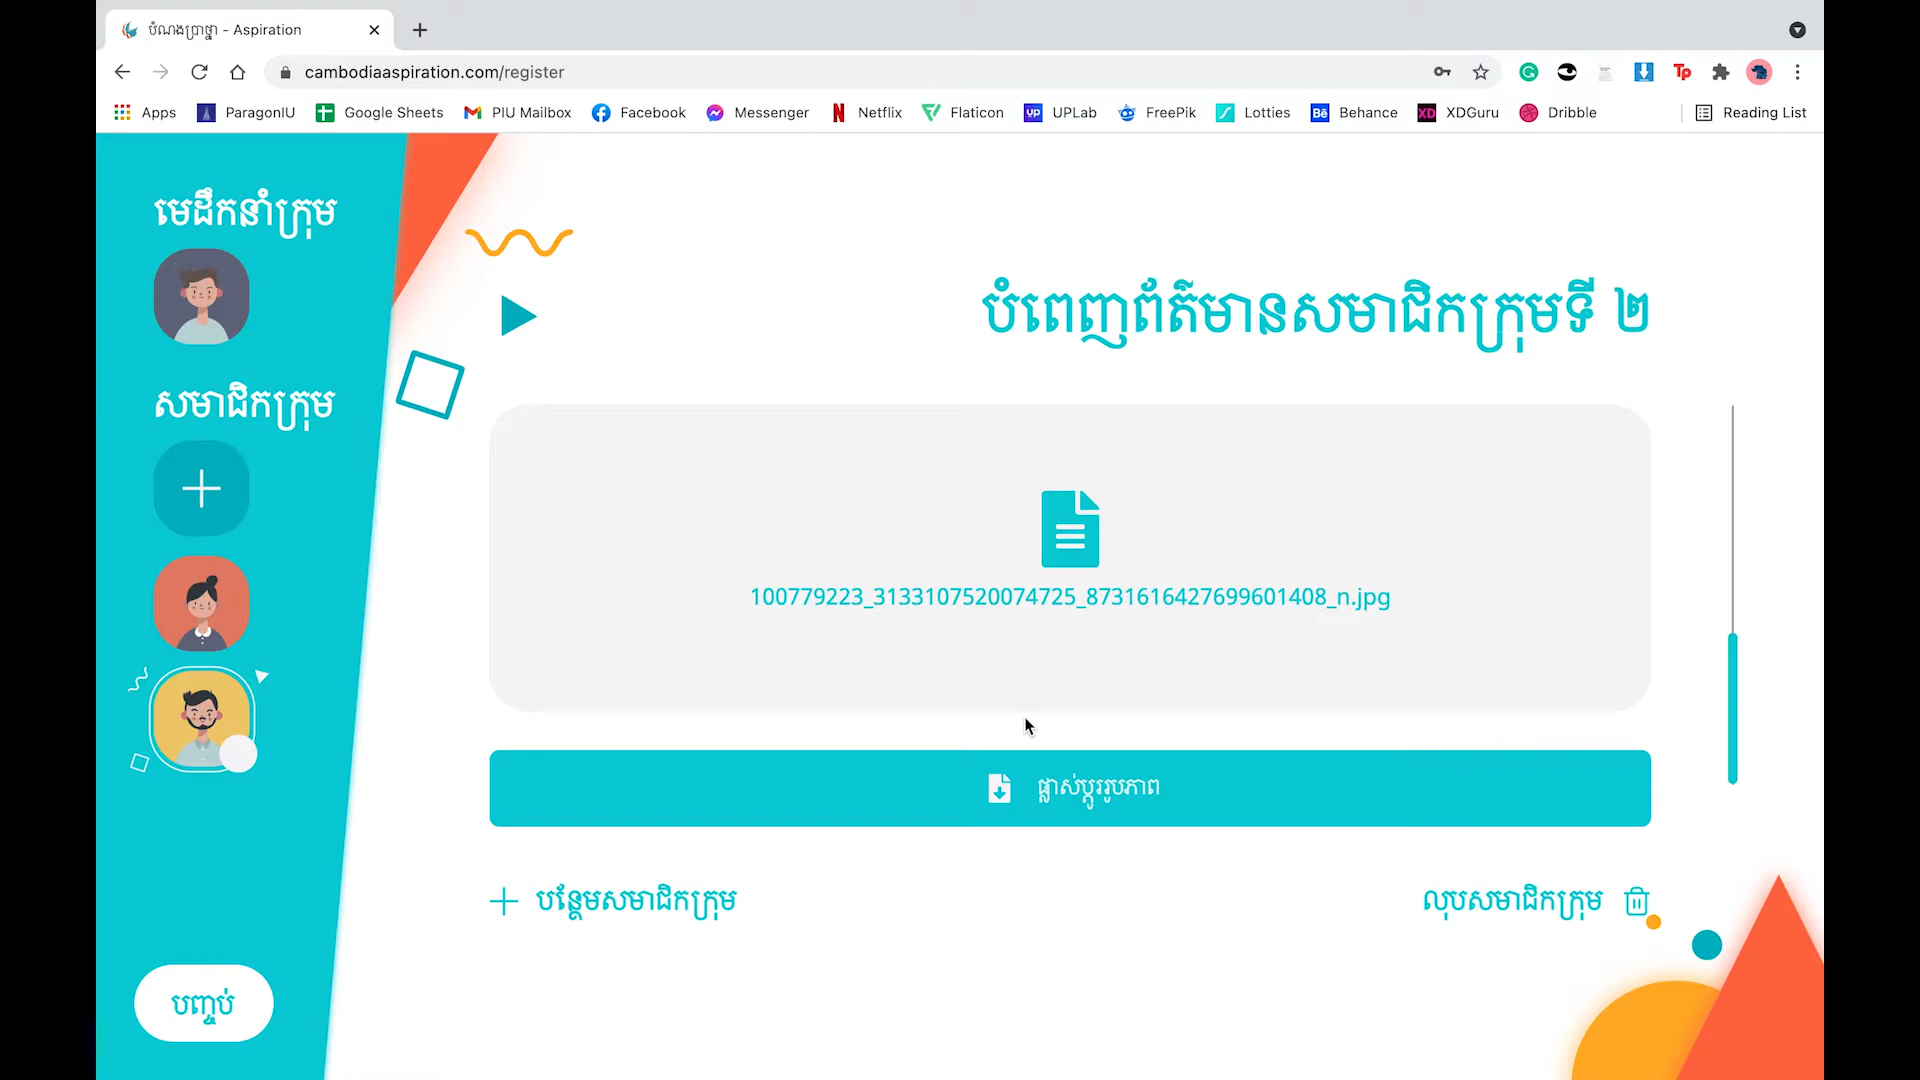 បំណងប្រាថ្នា - Aspiration
cambodiaaspiration.com/register
Apps ParagonIU Google Sheets PIU Mailbox Facebook Messenger Netflix Flaticon UPLab FreePik Lotties Behance XDGuru Dribble Reading List
មេដឹកនាំក្រុម
បំពេញព័ត៌មានសមាជិកក្រុមទី ២
សមាជិកក្រុម
100779223_3133107520074725_8731616427699601408_n.jpg
ផ្លាស់ប្តូររូបភាព
បន្ថែមសមាជិកក្រុម
លុបសមាជិកក្រុម
បញ្ចប់